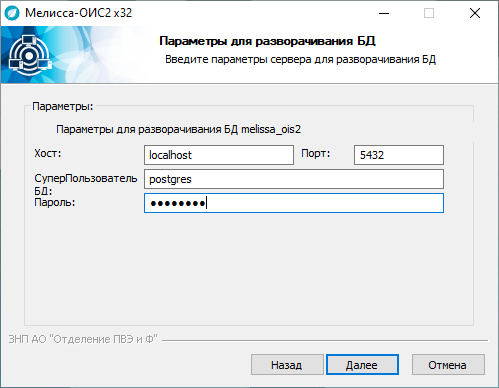 Мелисса-ОИС2 x32
Параметры для разворачивания БД
Введите параметры сервера для разворачивания БД
Параметры:
Параметры для разворачивания БД melissa_ois2
Хост: localhost Порт: 5432
СуперПользователь БД: postgres
Пароль: ●●●●●●●●
ЗНП АО "Отделение ПВЭ и Ф"
Назад Далее Отмена